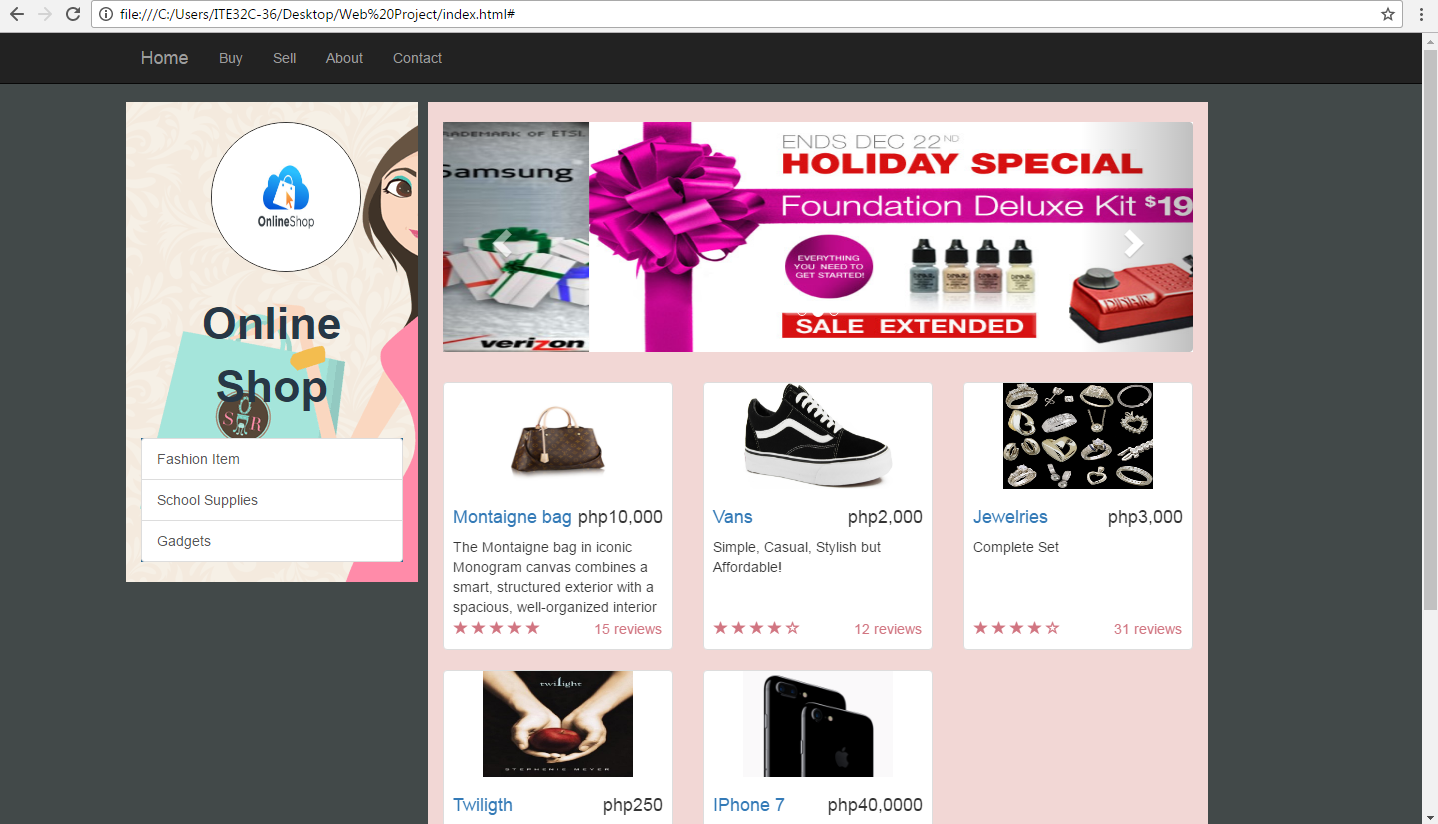 file:///C:/Users/ITE32C-36/Desktop/Web%20Project/index.html#
Home Buy Sell About Contact
OnlineShop
Online
Shop
S R
Fashion Item
School Supplies
Gadgets
TRADEMARK OF ETSI.
Samsung
verizon
ENDS DEC 22ND
HOLIDAY SPECIAL
Foundation Deluxe Kit $19
EVERYTHING
YOU NEED TO
GET STARTED!
SALE EXTENDED
Montaigne bag php10,000
The Montaigne bag in iconic
Monogram canvas combines a
smart, structured exterior with a
spacious, well-organized interior
15 reviews
Vans php2,000
Simple, Casual, Stylish but
Affordable!
12 reviews
Jewelries php3,000
Complete Set
31 reviews
twilight
STEPHENIE MEYER
Twiligth php250
IPhone 7 php40,0000